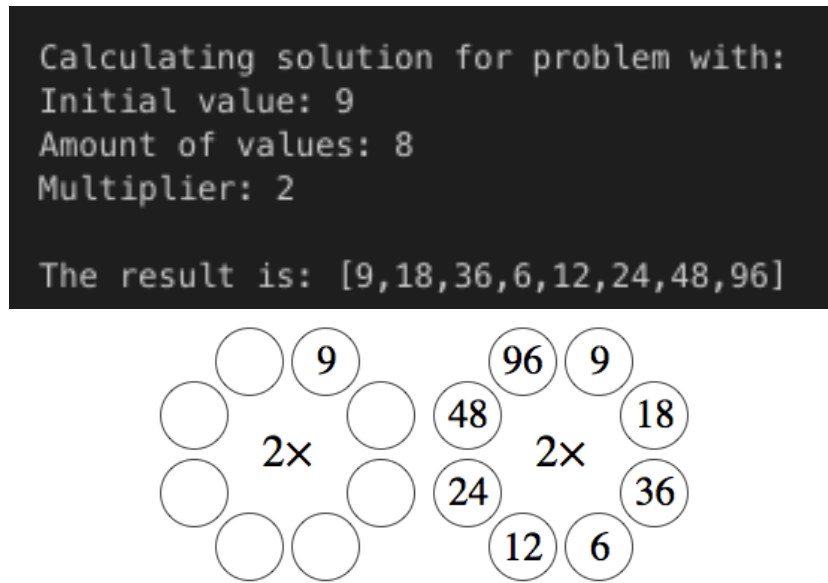 Calculating solution for problem with:
Initial value: 9
Amount of values: 8
Multiplier: 2
The result is: [9,18,36,6,12,24,48,96]
9
2×
96 9
48 18
2×
24 36
12 6